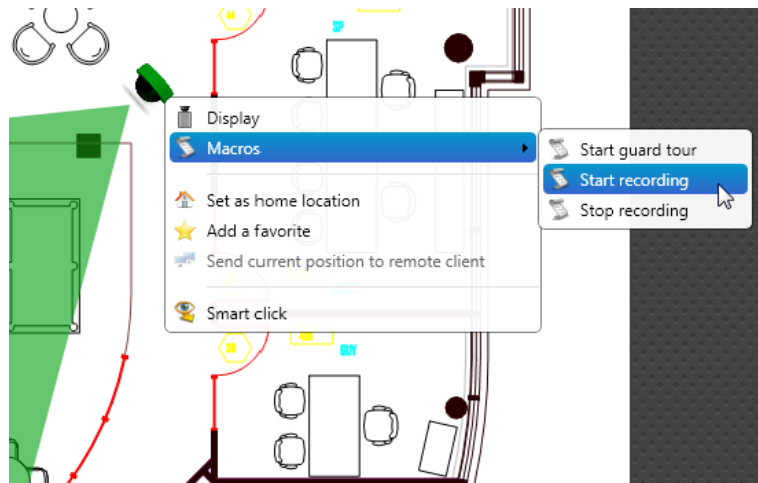 44
SP
Display
Macros
Start guard tour
Start recording
Stop recording
Set as home location
Add a favorite
Send current position to remote client
Smart click
GUY